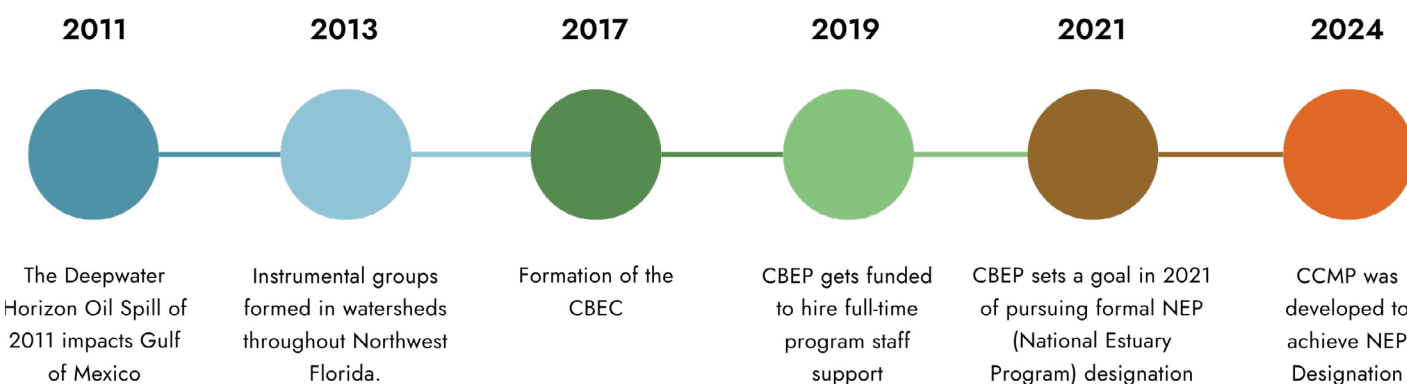 2011
2013
2017
2019
2021
2024
The Deepwater
Horizon Oil Spill of
2011 impacts Gulf
of Mexico
Instrumental groups
formed in watersheds
throughout Northwest
Florida.
Formation of the
CBEC
CBEP gets funded
to hire full-time
program staff
support
CBEP sets a goal in 2021
of pursuing formal NEP
(National Estuary
Program) designation
CCMP was
developed to
achieve NEP
Designation